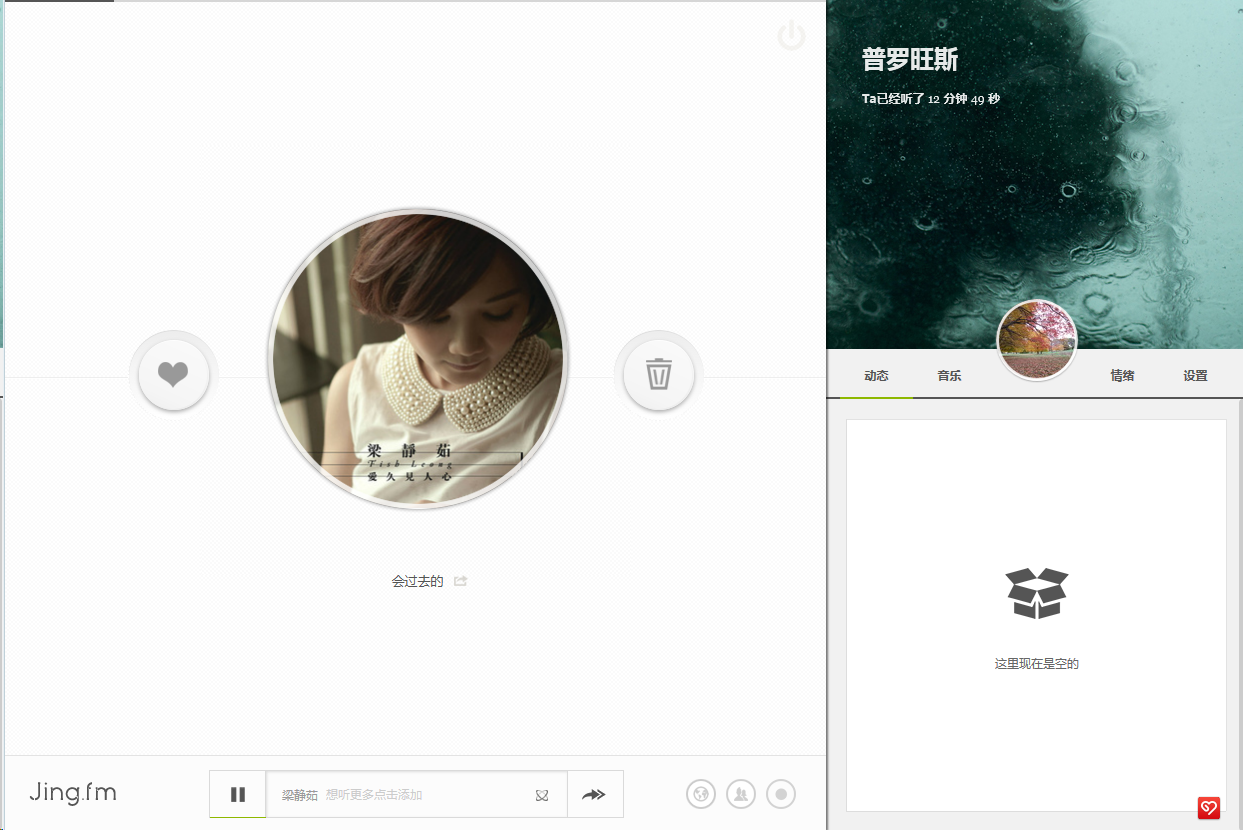 普罗旺斯
Ta已经听了 12 分钟 49 秒
动态
音乐
情绪
设置
梁 静 茹
Fish Leong
爱 久 見 人 心
会过去的
这里现在是空的
Jing.fm
梁静茹 想听更多点击添加